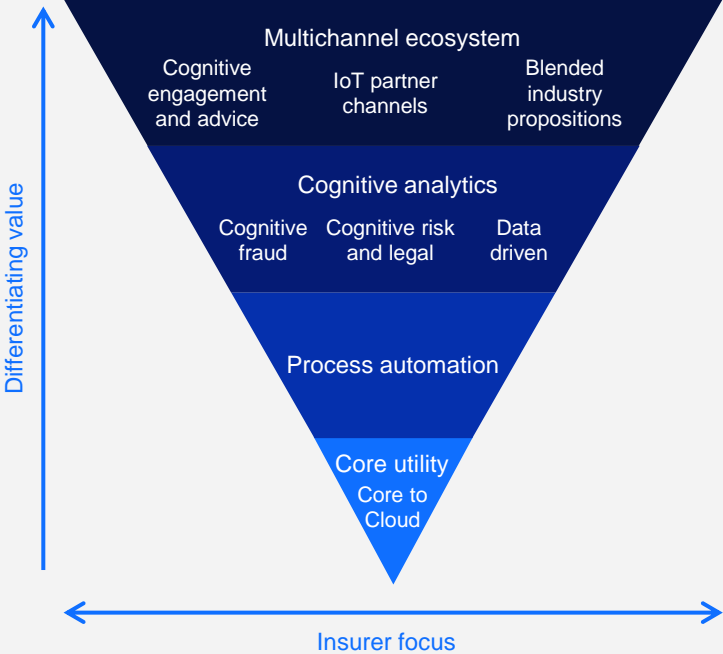 Multichannel ecosystem
Cognitive
engagement
and advice
IoT partner
channels
Blended
industry
propositions
Cognitive analytics
Cognitive
fraud
Cognitive risk
and legal
Data
driven
Process automation
Core utility
Core to
Cloud
Differentiating value
Insurer focus